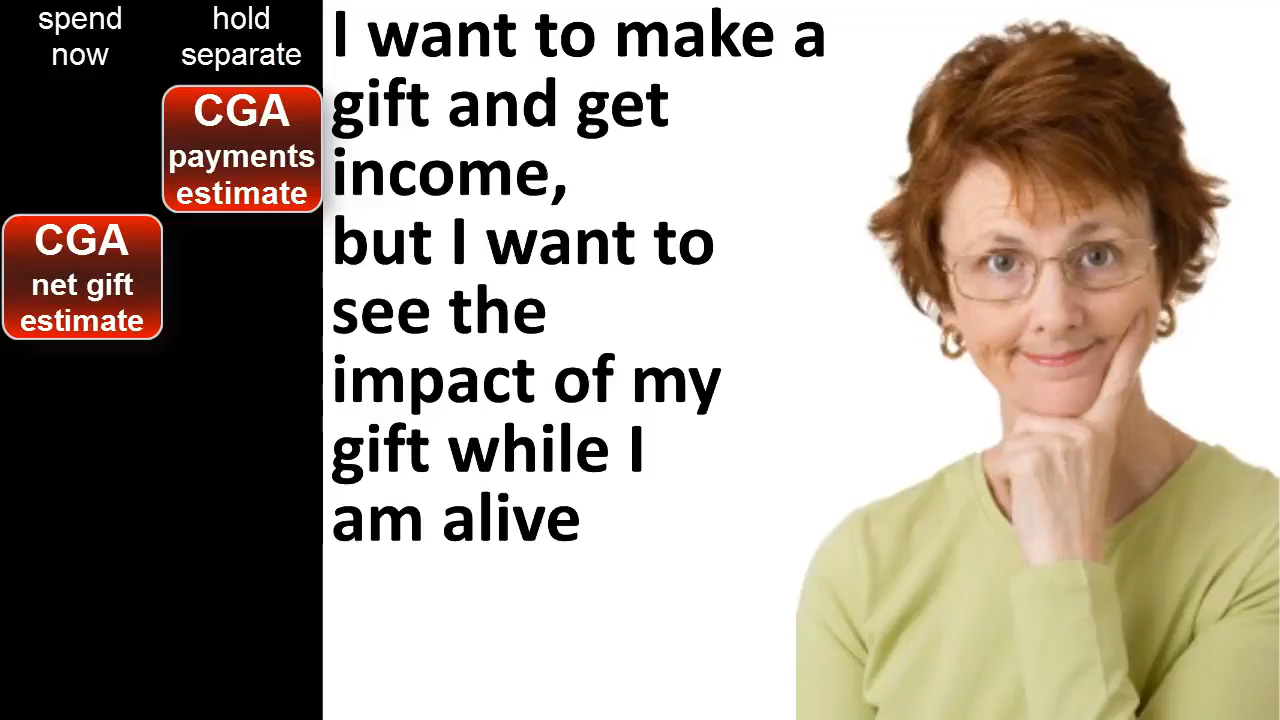 spend
now
hold
separate
CGA
payments
estimate
CGA
net gift
estimate
I want to make a
gift and get
income,
but I want to
see the
impact of my
gift while I
am alive